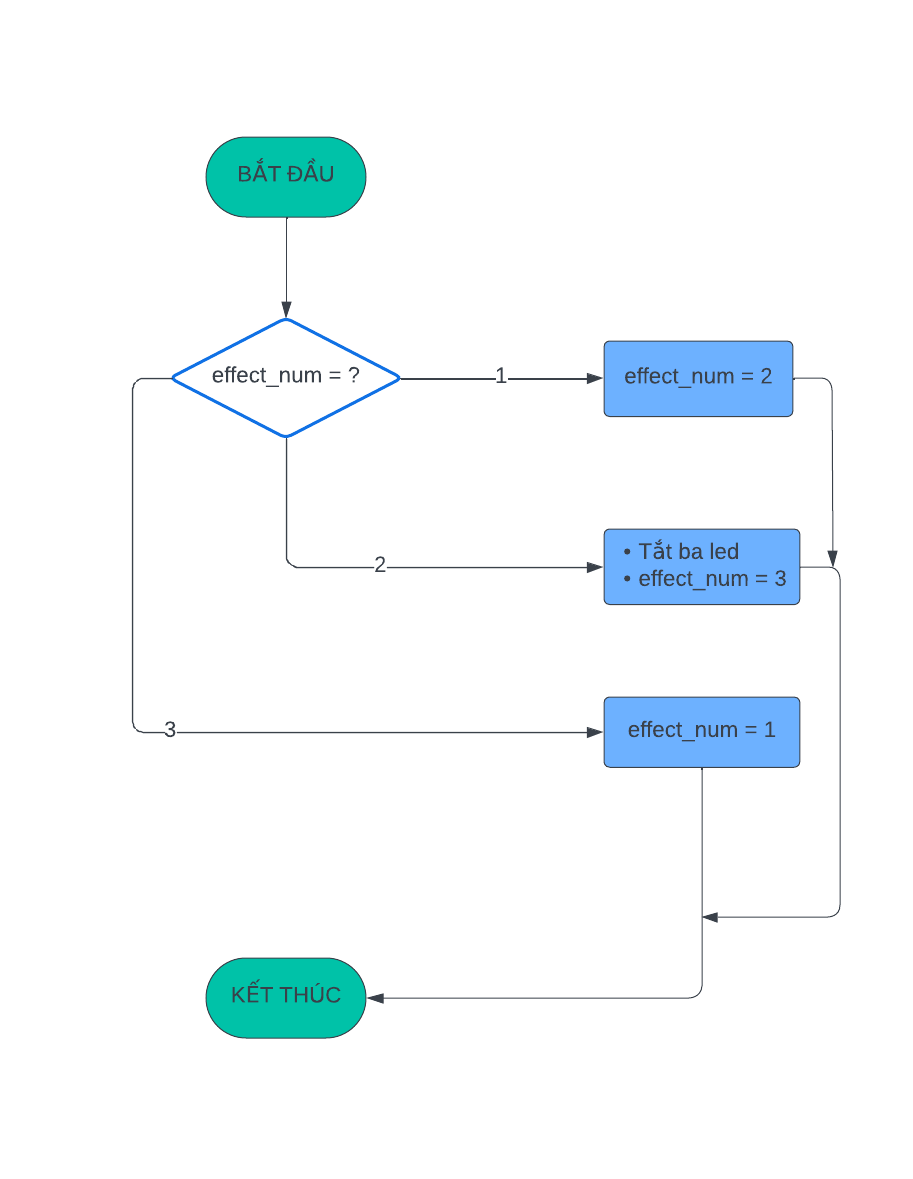 BẮT ĐẦU
effect_num = ?
1
effect_num = 2
2
• Tắt ba led
• effect_num = 3
3
effect_num = 1
KẾT THÚC